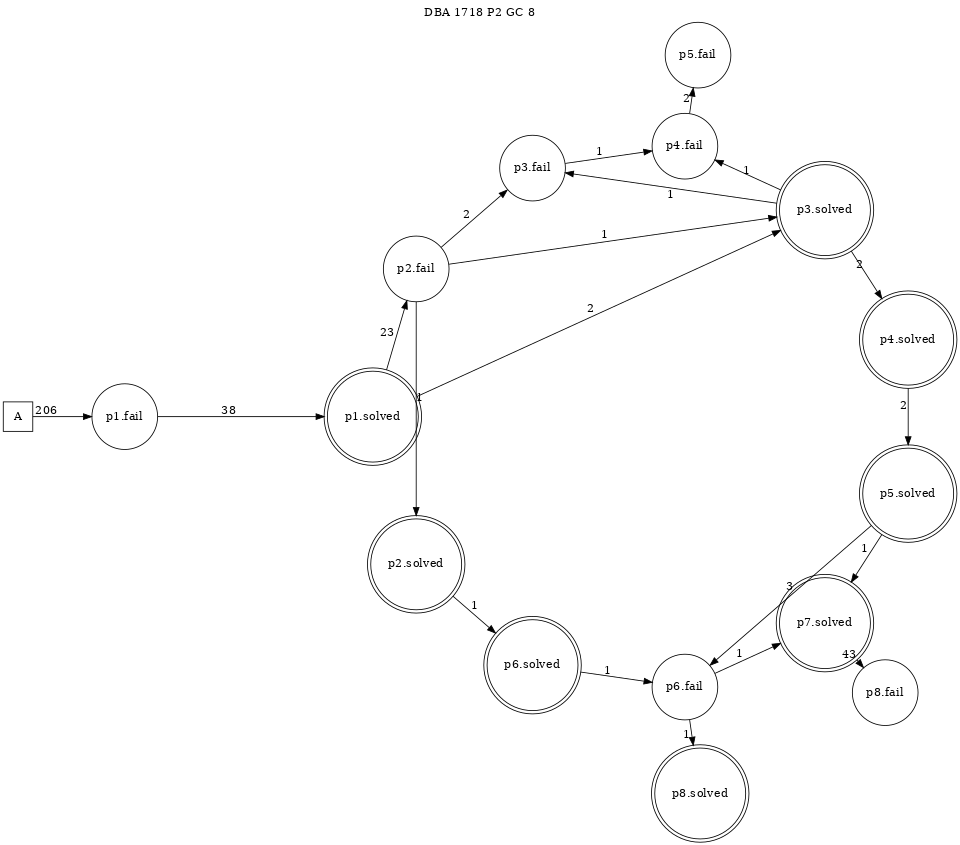 DBA 1718 P2 GC 8
p5.fail
2
p4.fail
1
p3.fail
1
1
p3.solved
2
1
2
p2.fail
2
23
p4.solved
1
A
206
p1.fail
38
p1.solved
2
p5.solved
1
3
p2.solved
1
p7.solved
p6.solved
1
1
43
p6.fail
p8.fail
1
p8.solved